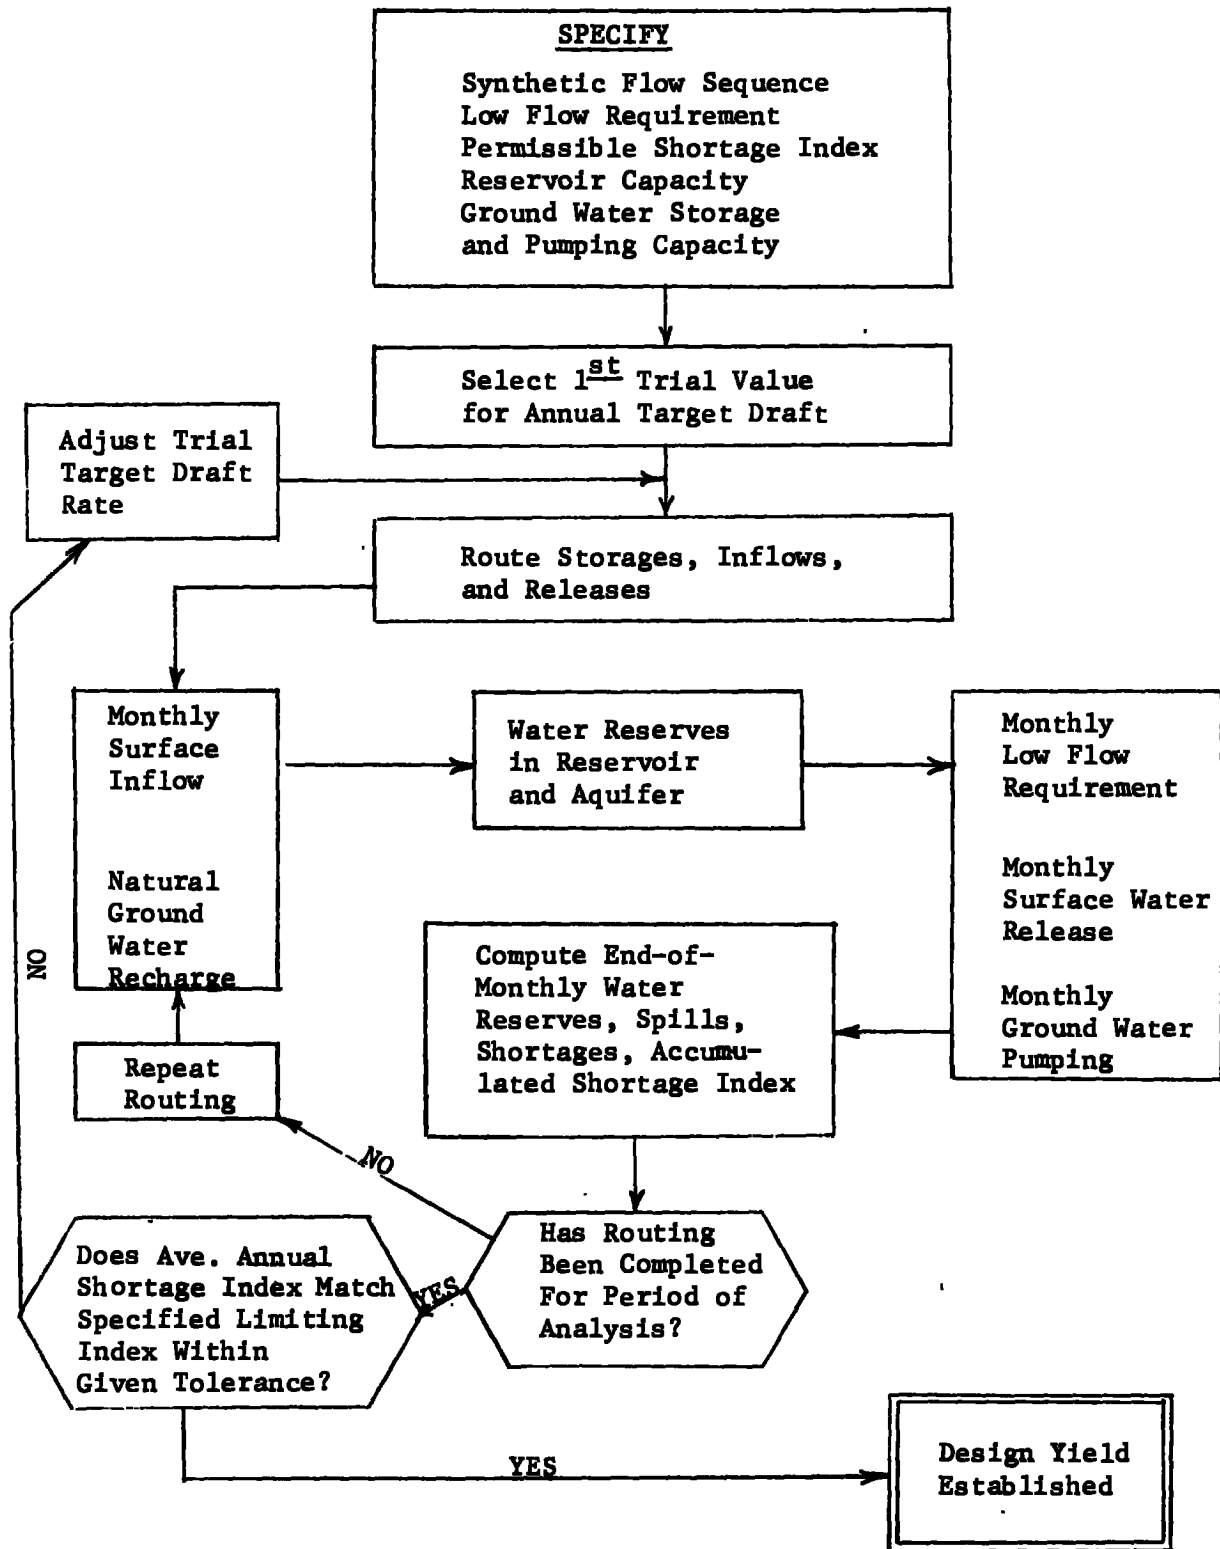 SPECIFY
Synthetic Flow Sequence
Low Flow Requirement
Permissible Shortage Index
Reservoir Capacity
Ground Water Storage
and Pumping Capacity
Select 1st Trial Value
for Annual Target Draft
Adjust Trial
Target Draft
Rate
Route Storages, Inflows,
and Releases
Monthly
Surface
Inflow
Natural
Ground
Water
Recharge
Water Reserves
in Reservoir
and Aquifer
Monthly
Low Flow
Requirement
Monthly
Surface Water
Release
Monthly
Ground Water
Pumping
Compute End-of-
Monthly Water
Reserves, Spills,
Shortages, Accumu-
lated Shortage Index
Repeat
Routing
NO
NO
Has Routing
Been Completed
For Period of
Analysis?
YES
Does Ave. Annual
Shortage Index Match
Specified Limiting
Index Within
Given Tolerance?
YES
Design Yield
Established